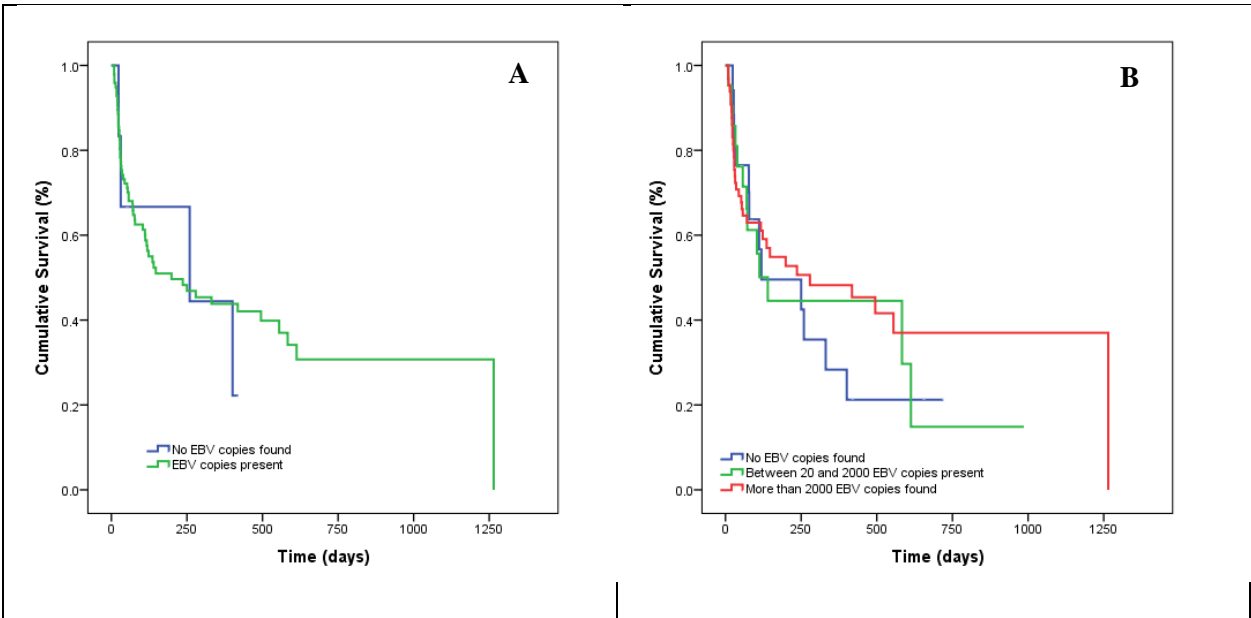 A
Cumulative Survival (%)
1.0
0.8
0.6
0.4
0.2
0.0
No EBV copies found
EBV copies present
0 250 500 750 1000 1250
Time (days)
B
Cumulative Survival (%)
1.0
0.8
0.6
0.4
0.2
0.0
No EBV copies found
Between 20 and 2000 EBV copies present
More than 2000 EBV copies found
0 250 500 750 1000 1250
Time (days)